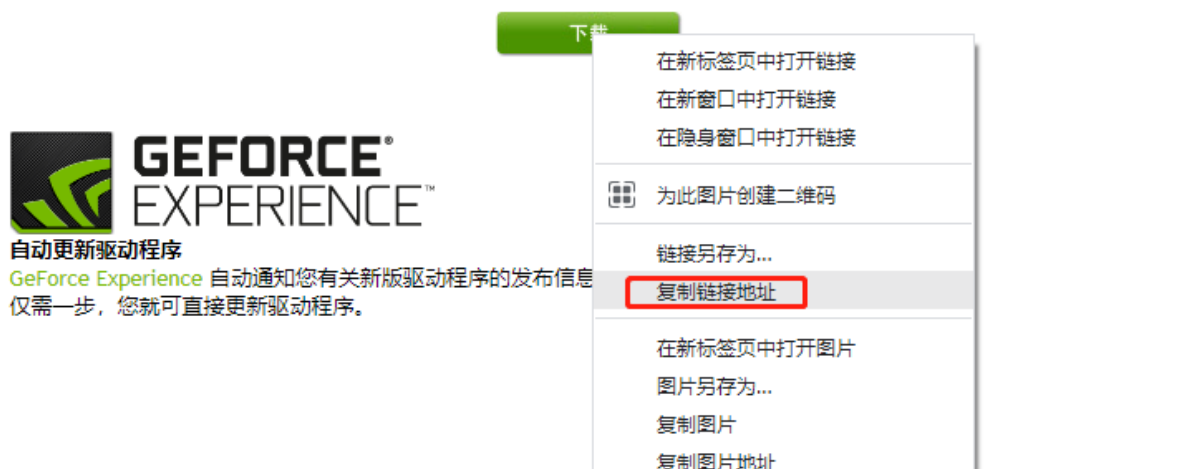 下载
在新标签页中打开链接
在新窗口中打开链接
在隐身窗口中打开链接
为此图片创建二维码
链接另存为...
复制链接地址
在新标签页中打开图片
图片另存为...
复制图片
复制图片地址
GEFORCE®
EXPERIENCE™
自动更新驱动程序
GeForce Experience 自动通知您有关新版驱动程序的发布信息
仅需一步，您就可直接更新驱动程序。